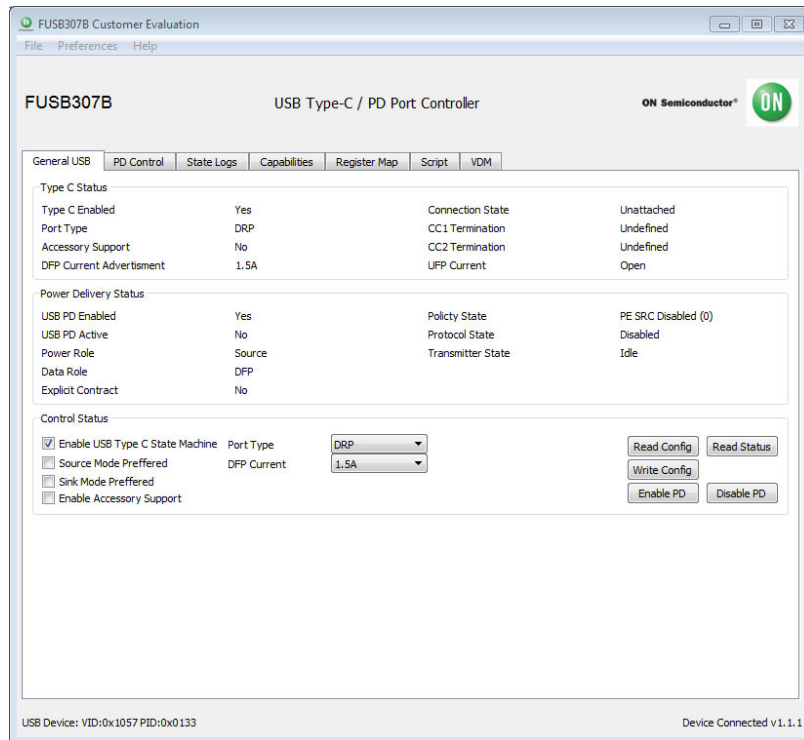 FUSB307B Customer Evaluation
File Preferences Help
FUSB307B USB Type-C / PD Port Controller ON Semiconductor® ON
General USB PD Control State Logs Capabilities Register Map Script VDM
Type C Status
Type C Enabled Yes Connection State Unattached
Port Type DRP CC1 Termination Undefined
Accessory Support No CC2 Termination Undefined
DFP Current Advertisment 1.5A UFP Current Open
Power Delivery Status
USB PD Enabled Yes Policty State PE SRC Disabled (0)
USB PD Active No Protocol State Disabled
Power Role Source Transmitter State Idle
Data Role DFP
Explicit Contract No
Control Status
Enable USB Type C State Machine Port Type DRP Read Config Read Status
Source Mode Preffered DFP Current 1.5A
Sink Mode Preffered Write Config
Enable Accessory Support Enable PD Disable PD
USB Device: VID:0x1057 PID:0x0133 Device Connected v1.1.1